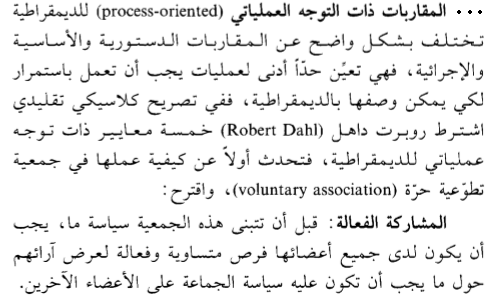 ••• المقاربات ذات التوجه العملياتي (process-oriented) للديمقراطية
تختلف بشكل واضح عن المقاربات الدستورية والأساسية
والإجرائية، فهي تعيّن حدّاً أدنى لعمليات يجب أن تعمل باستمرار
لكي يمكن وصفها بالديمقراطية، ففي تصريح كلاسيكي تقليدي
اشترط روبرت داهل (Robert Dahl) خمسة معايير ذات توجه
عملياتي للديمقراطية، فتحدث أولاً عن كيفية عملها في جمعية
تطوّعية حرّة (voluntary association)، واقترح:
المشاركة الفعالة: قبل أن تتبنى هذه الجمعية سياسة ما، يجب
أن يكون لدى جميع أعضائها فرص متساوية وفعالة لعرض آرائهم
حول ما يجب أن تكون عليه سياسة الجماعة على الأعضاء الآخرين.